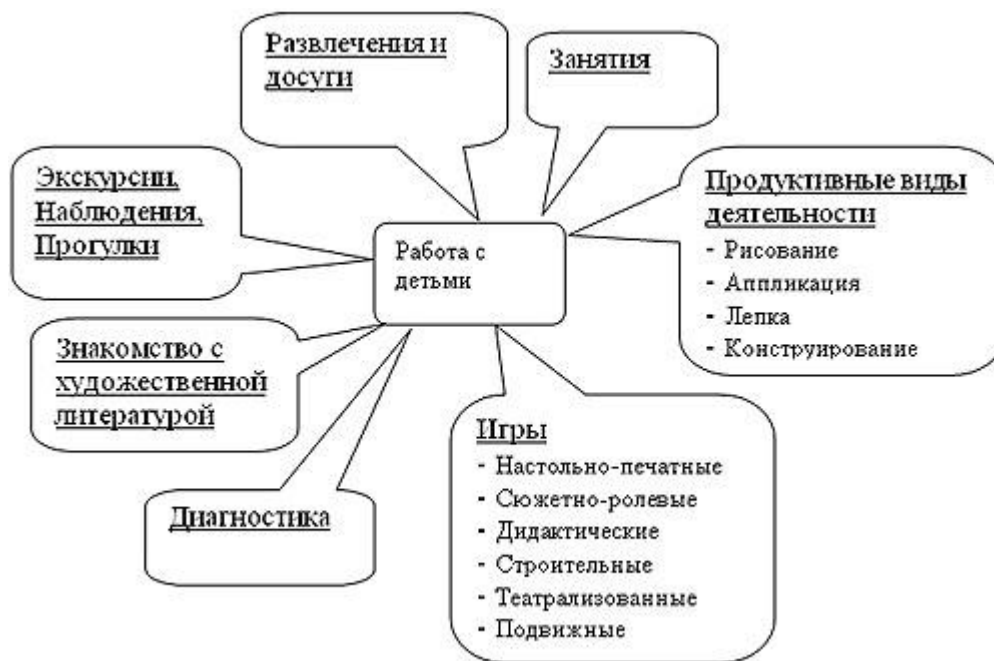 Развлечения и
досуги
Занятия
Экскурсии,
Наблюдения,
Прогулки
Продуктивные виды
деятельности
- Рисование
- Аппликация
- Лепка
- Конструирование
Работа с
детьми
Знакомство с
художественной
литературой
Игры
- Настольно-печатные
- Сюжетно-ролевые
- Дидактические
- Строительные
- Театрализованные
- Подвижные
Диагностика